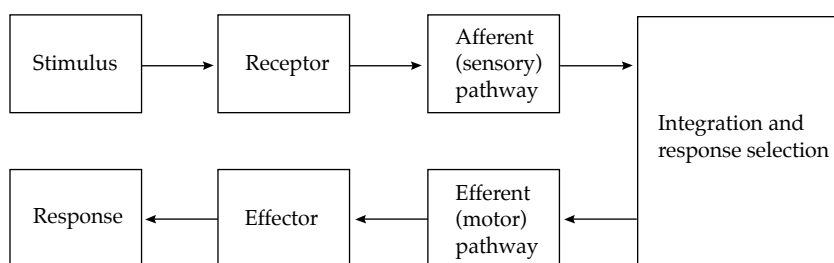 Stimulus
Receptor
Afferent
(sensory)
pathway
Integration and
response selection
Response
Effector
Efferent
(motor)
pathway